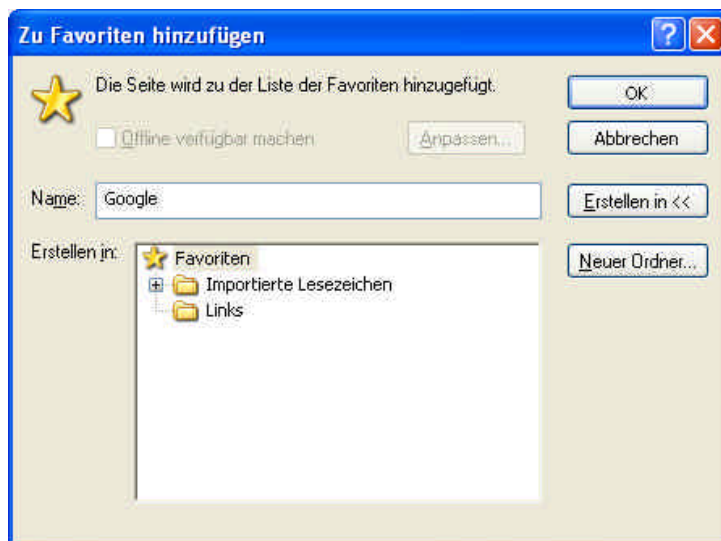 Zu Favoriten hinzufügen
Die Seite wird zu der Liste der Favoriten hinzugefügt.
OK
Offline verfügbar machen
Anpassen...
Abbrechen
Name:
Google
Erstellen in <<
Erstellen in:
Favoriten
Neuer Ordner...
Importierte Lesezeichen
Links